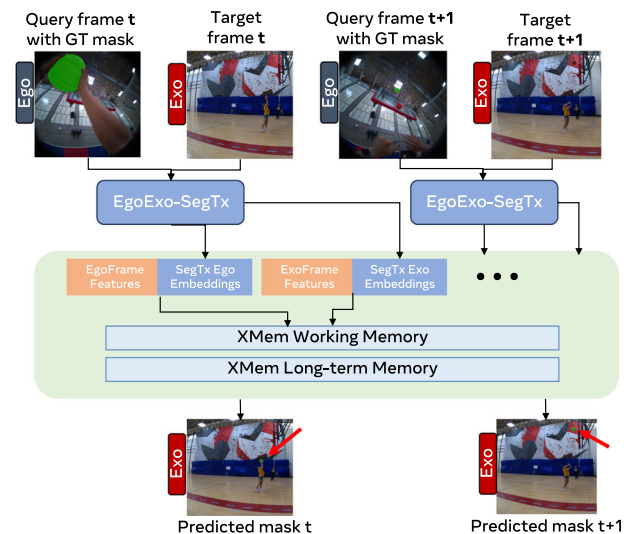 Query frame t
with GT mask
Target
frame t
Query frame t+1
with GT mask
Target
frame t+1
Ego
Exo
Ego
Exo
EgoExo-SegTx
EgoExo-SegTx
EgoFrame
Features
SegTx Ego
Embeddings
ExoFrame
Features
SegTx Exo
Embeddings
XMem Working Memory
XMem Long-term Memory
Exo
Exo
Predicted mask t
Predicted mask t+1